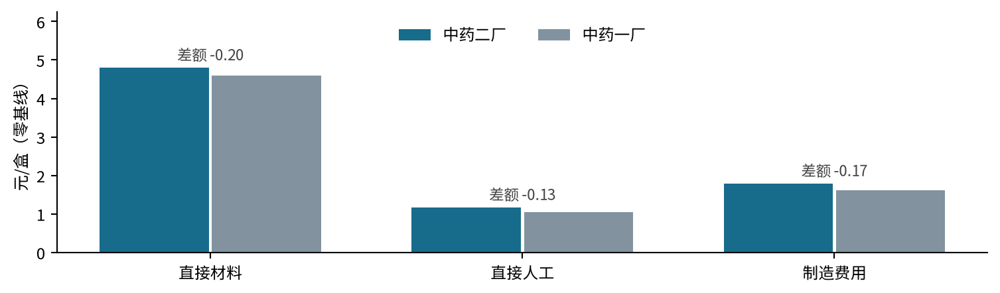 中药二厂 中药一厂
元/盒（零基线）
6
5
4
3
2
1
0
差额 -0.20
差额 -0.13
差额 -0.17
直接材料 直接人工 制造费用